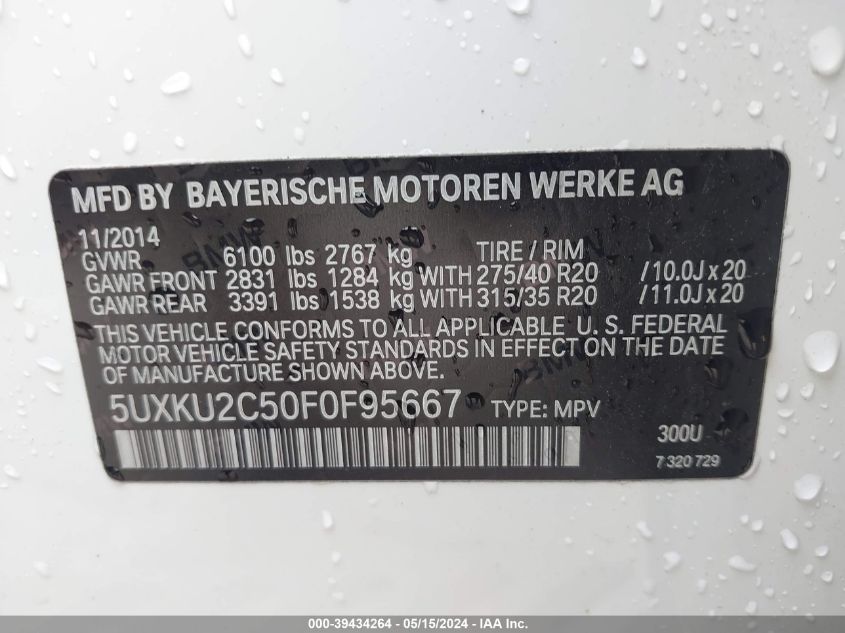 MFD BY BAYERISCHE MOTOREN WERKE AG
11/2014
GVWR 6100 lbs 2767 kg TIRE / RIM
GAWR FRONT 2831 lbs 1284 kg WITH 275/40 R20 /10.0J x 20
GAWR REAR 3391 lbs 1538 kg WITH 315/35 R20 /11.0J x 20
THIS VEHICLE CONFORMS TO ALL APPLICABLE U. S. FEDERAL
MOTOR VEHICLE SAFETY STANDARDS IN EFFECT ON THE DATE
OF MANUFACTURE SHOWN ABOVE.
5UXKU2C50F0F95667 TYPE: MPV
300U
7 320 729
000-39434264 - 05/15/2024 - IAA Inc.